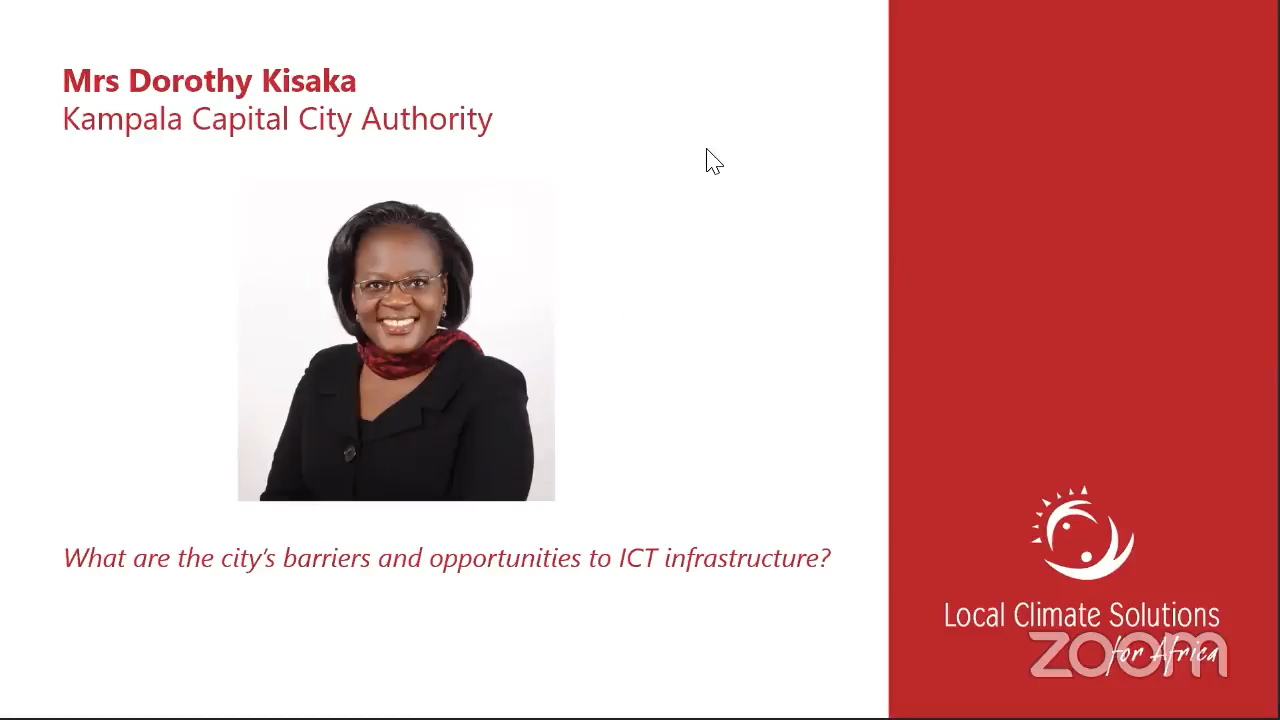 Mrs Dorothy Kisaka
Kampala Capital City Authority
What are the city's barriers and opportunities to ICT infrastructure?
Local Climate Solutions
for Africa
zoom